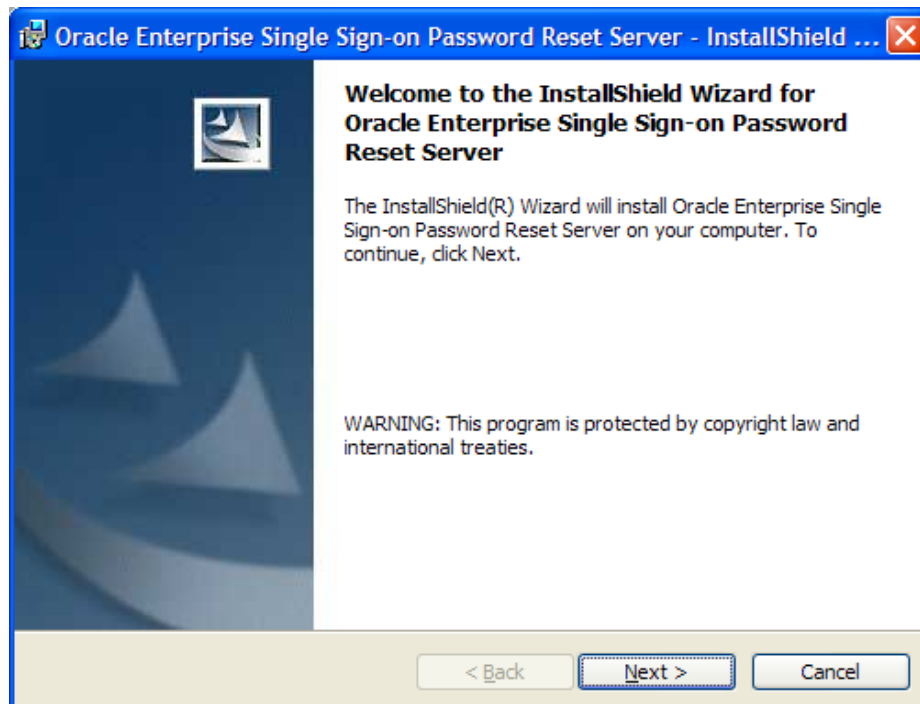 Oracle Enterprise Single Sign-on Password Reset Server - InstallShield ...
Welcome to the InstallShield Wizard for
Oracle Enterprise Single Sign-on Password
Reset Server
The InstallShield(R) Wizard will install Oracle Enterprise Single
Sign-on Password Reset Server on your computer. To
continue, click Next.
WARNING: This program is protected by copyright law and
international treaties.
< Back
Next >
Cancel